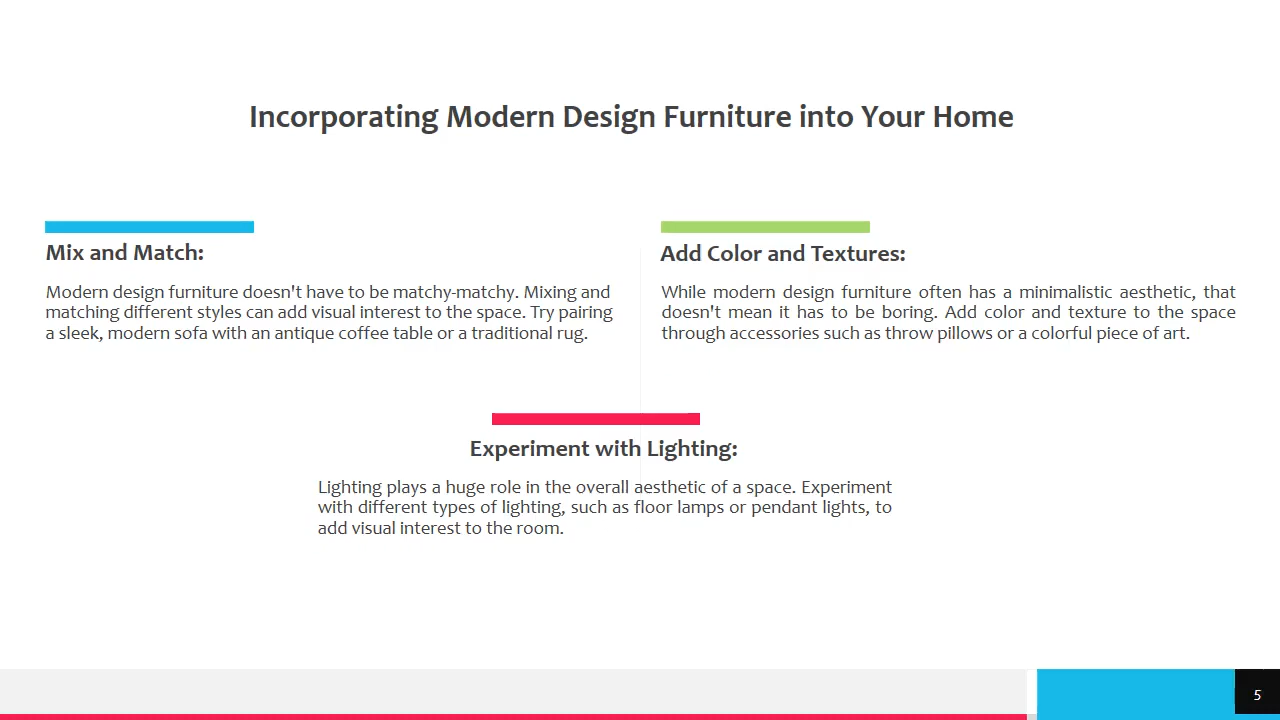 Incorporating Modern Design Furniture into Your Home
Mix and Match:
Modern design furniture doesn't have to be matchy-matchy. Mixing and
matching different styles can add visual interest to the space. Try pairing
a sleek, modern sofa with an antique coffee table or a traditional rug.
Add Color and Textures:
While modern design furniture often has a minimalistic aesthetic, that
doesn't mean it has to be boring. Add color and texture to the space
through accessories such as throw pillows or a colorful piece of art.
Experiment with Lighting:
Lighting plays a huge role in the overall aesthetic of a space. Experiment
with different types of lighting, such as floor lamps or pendant lights, to
add visual interest to the room.
5